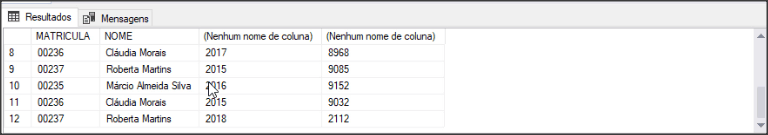 Resultados Mensagens
MATRICULA NOME (Nenhum nome de coluna) (Nenhum nome de coluna)
8 00236 Cláudia Morais 2017 8968
9 00237 Roberta Martins 2015 9085
10 00235 Márcio Almeida Silva 2016 9152
11 00236 Cláudia Morais 2015 9032
12 00237 Roberta Martins 2018 2112